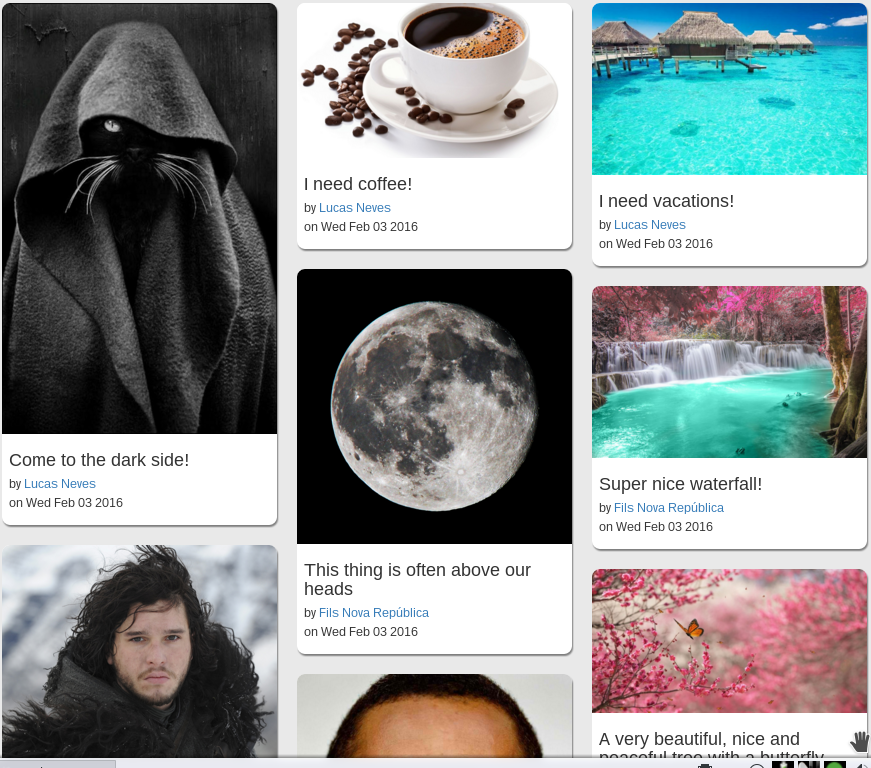 Come to the dark side!
by Lucas Neves
on Wed Feb 03 2016
I need coffee!
by Lucas Neves
on Wed Feb 03 2016
This thing is often above our
heads
by Fils Nova República
on Wed Feb 03 2016
I need vacations!
by Lucas Neves
on Wed Feb 03 2016
Super nice waterfall!
by Fils Nova República
on Wed Feb 03 2016
A very beautiful, nice and
peaceful tree with a butterfly